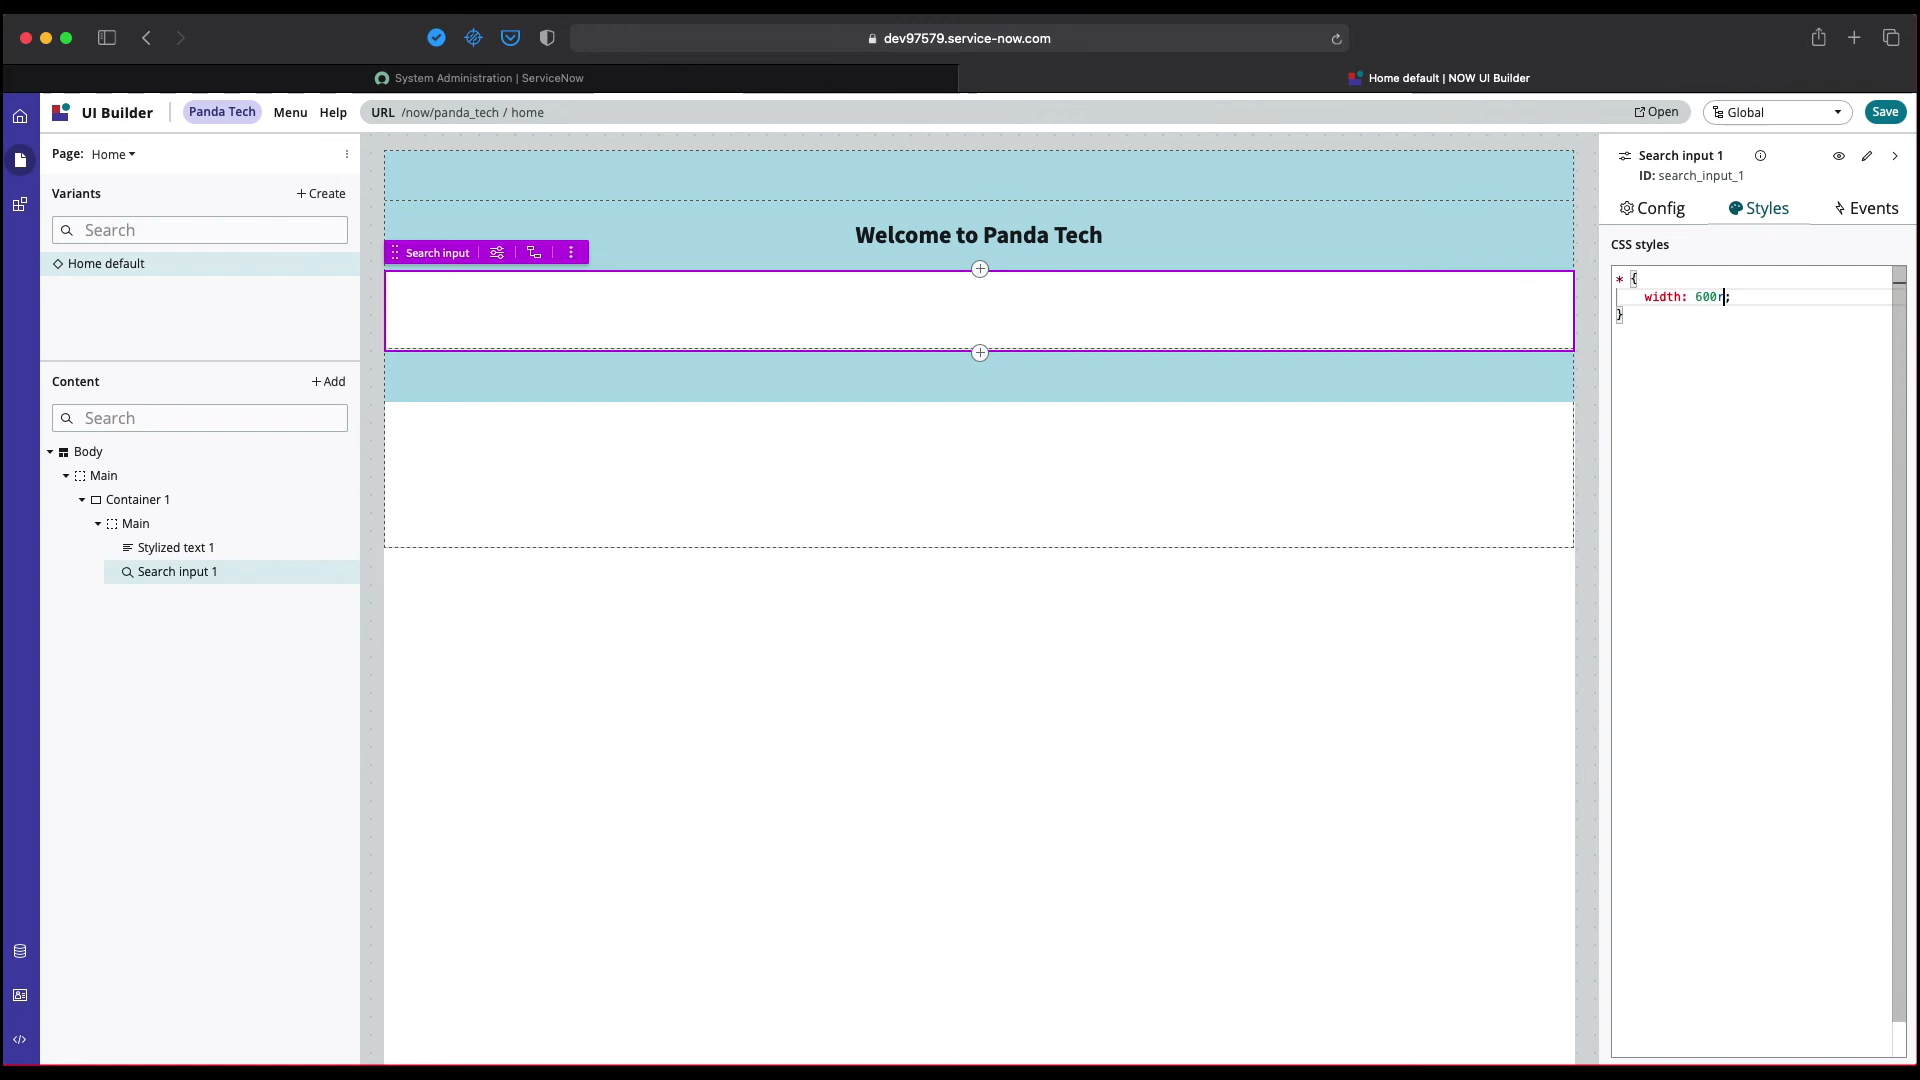 dev97579.service-now.com
System Administration | ServiceNow
Home default | NOW UI Builder
UI Builder
Panda Tech
Menu
Help
URL /now/panda_tech / home
Open
Global
Save
Page: Home
Variants
Create
Search
Home default
Content
Add
Search
Body
Main
Container 1
Main
Stylized text 1
Search input 1
Welcome to Panda Tech
Search input
Search input 1
ID: search_input_1
Config
Styles
Events
CSS styles
* {
width: 600r;
}